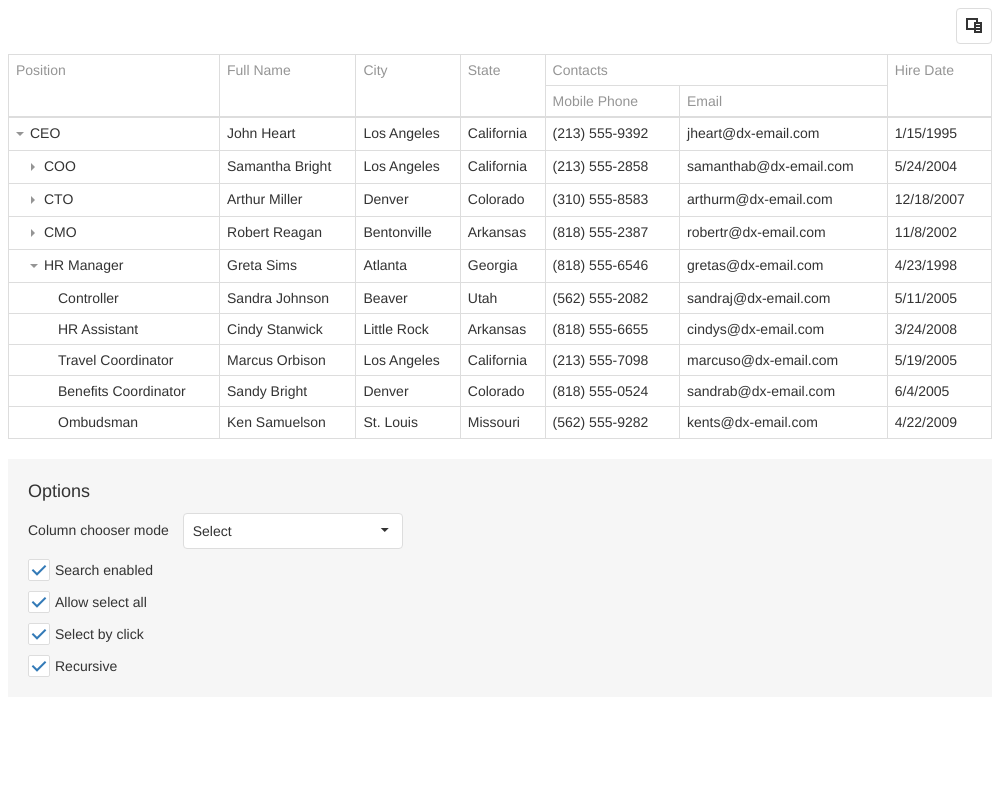 Position Full Name City State Contacts Hire Date
Mobile Phone Email
CEO John Heart Los Angeles California (213) 555-9392 jheart@dx-email.com 1/15/1995
COO Samantha Bright Los Angeles California (213) 555-2858 samanthab@dx-email.com 5/24/2004
CTO Arthur Miller Denver Colorado (310) 555-8583 arthurm@dx-email.com 12/18/2007
CMO Robert Reagan Bentonville Arkansas (818) 555-2387 robertr@dx-email.com 11/8/2002
HR Manager Greta Sims Atlanta Georgia (818) 555-6546 gretas@dx-email.com 4/23/1998
Controller Sandra Johnson Beaver Utah (562) 555-2082 sandraj@dx-email.com 5/11/2005
HR Assistant Cindy Stanwick Little Rock Arkansas (818) 555-6655 cindys@dx-email.com 3/24/2008
Travel Coordinator Marcus Orbison Los Angeles California (213) 555-7098 marcuso@dx-email.com 5/19/2005
Benefits Coordinator Sandy Bright Denver Colorado (818) 555-0524 sandrab@dx-email.com 6/4/2005
Ombudsman Ken Samuelson St. Louis Missouri (562) 555-9282 kents@dx-email.com 4/22/2009
Options
Column chooser mode Select
Search enabled
Allow select all
Select by click
Recursive